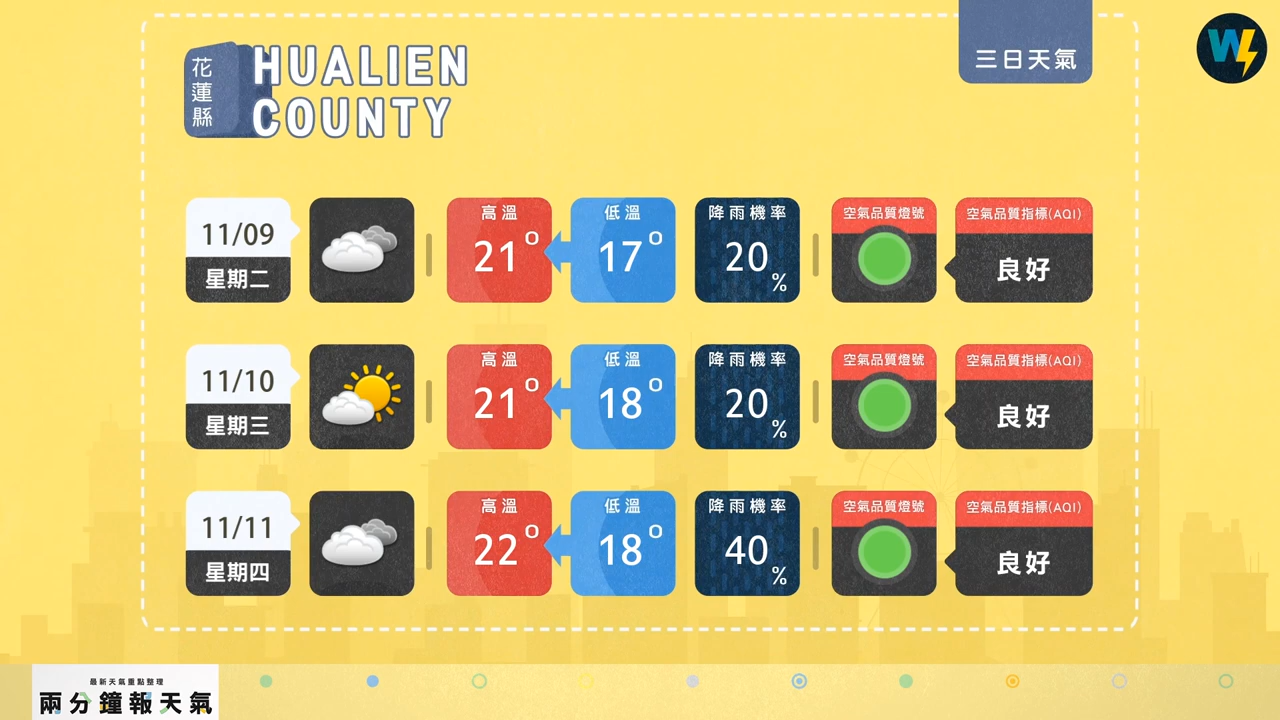 花蓮縣
HUALIEN
COUNTY
三日天氣
W
11/09
星期二
高溫
21°
低溫
17°
降雨機率
20%
空氣品質燈號
空氣品質指標(AQI)
良好
11/10
星期三
高溫
21°
低溫
18°
降雨機率
20%
空氣品質燈號
空氣品質指標(AQI)
良好
11/11
星期四
高溫
22°
低溫
18°
降雨機率
40%
空氣品質燈號
空氣品質指標(AQI)
良好
最新天氣重點整理
兩分鐘報天氣